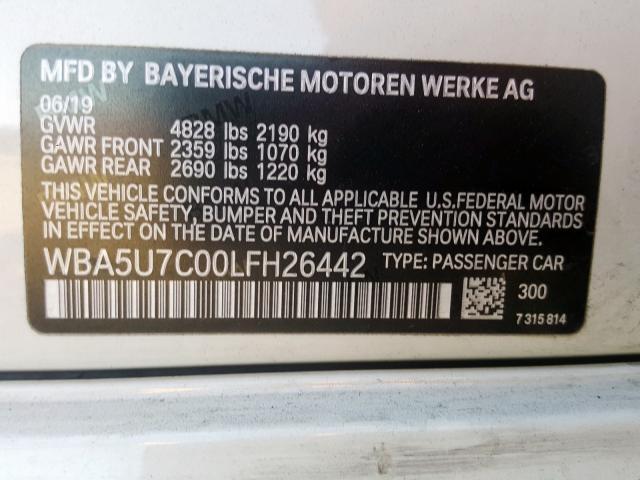 MFD BY BAYERISCHE MOTOREN WERKE AG
06/19
GVWR 4828 lbs 2190 kg
GAWR FRONT 2359 lbs 1070 kg
GAWR REAR 2690 lbs 1220 kg
THIS VEHICLE CONFORMS TO ALL APPLICABLE U.S.FEDERAL MOTOR
VEHICLE SAFETY, BUMPER AND THEFT PREVENTION STANDARDS
IN EFFECT ON THE DATE OF MANUFACTURE SHOWN ABOVE.
WBA5U7C00LFH26442 TYPE: PASSENGER CAR
300
7 315 814